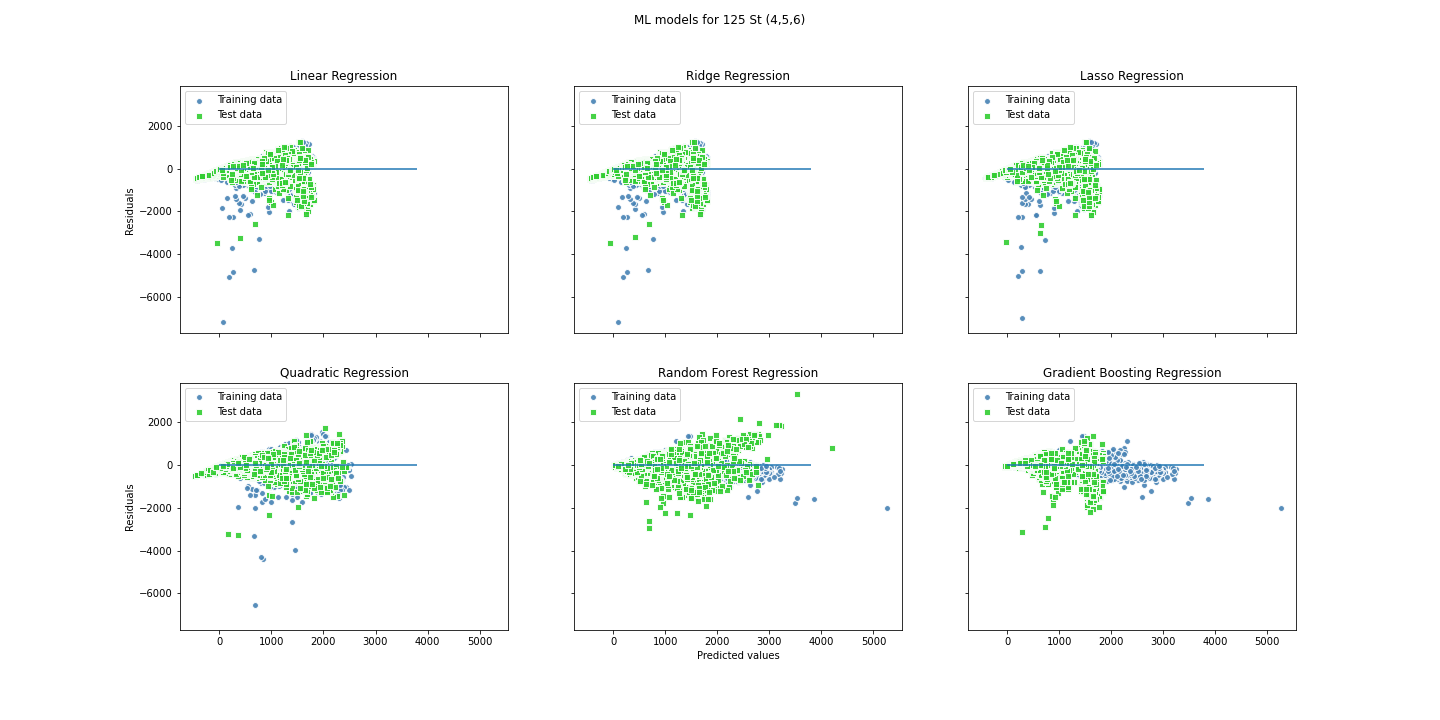 ML models for 125 St (4,5,6)
Linear Regression
Training data
Test data
2000
0
−2000
−4000
−6000
Residuals
Ridge Regression
Training data
Test data
Lasso Regression
Training data
Test data
Quadratic Regression
Training data
Test data
2000
0
−2000
−4000
−6000
Residuals
0 1000 2000 3000 4000 5000
Random Forest Regression
Training data
Test data
0 1000 2000 3000 4000 5000
Predicted values
Gradient Boosting Regression
Training data
Test data
0 1000 2000 3000 4000 5000